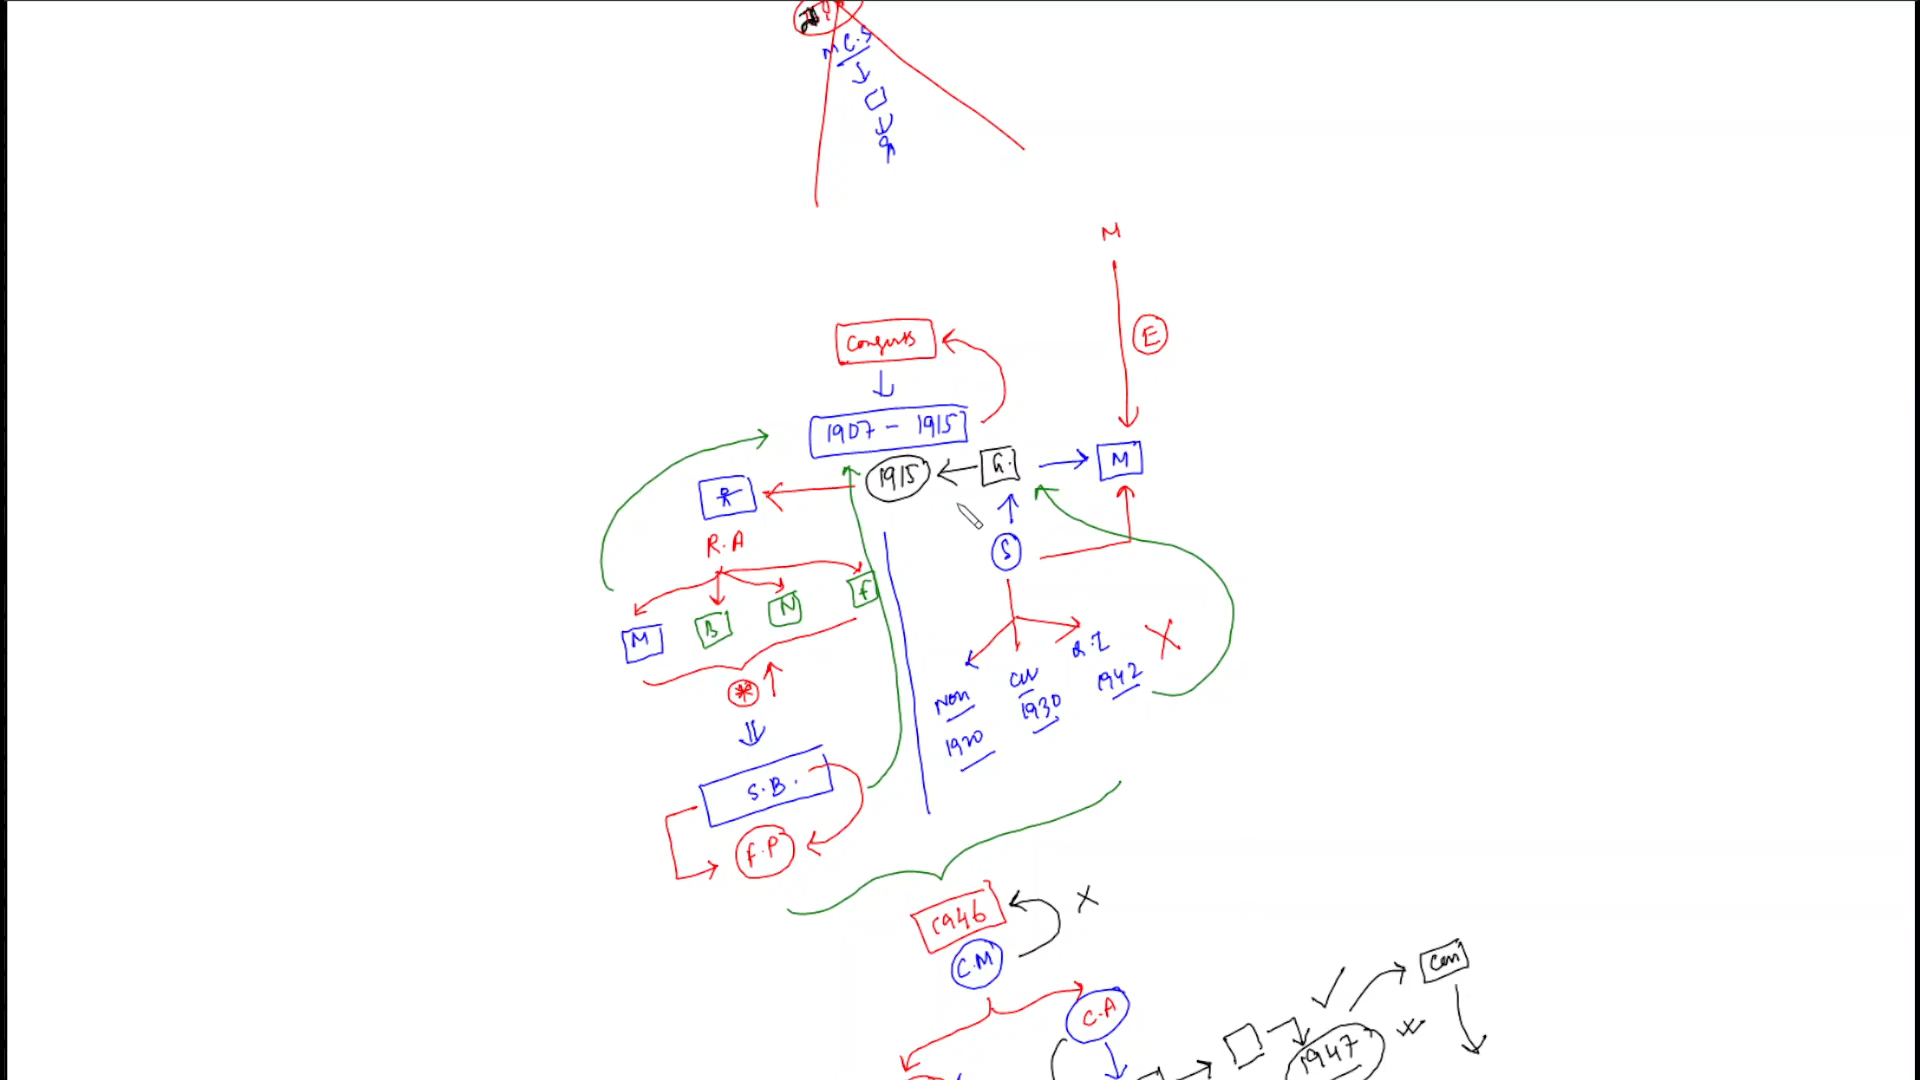 M C.S
M
E
Congress
1907 - 1915
1915
G.
M
R
R.A
S
M
B
N
F
Q.I
Non
CW
1942
1920
1930
S.B.
F.P
1946
C.M
Con
C.A
1947